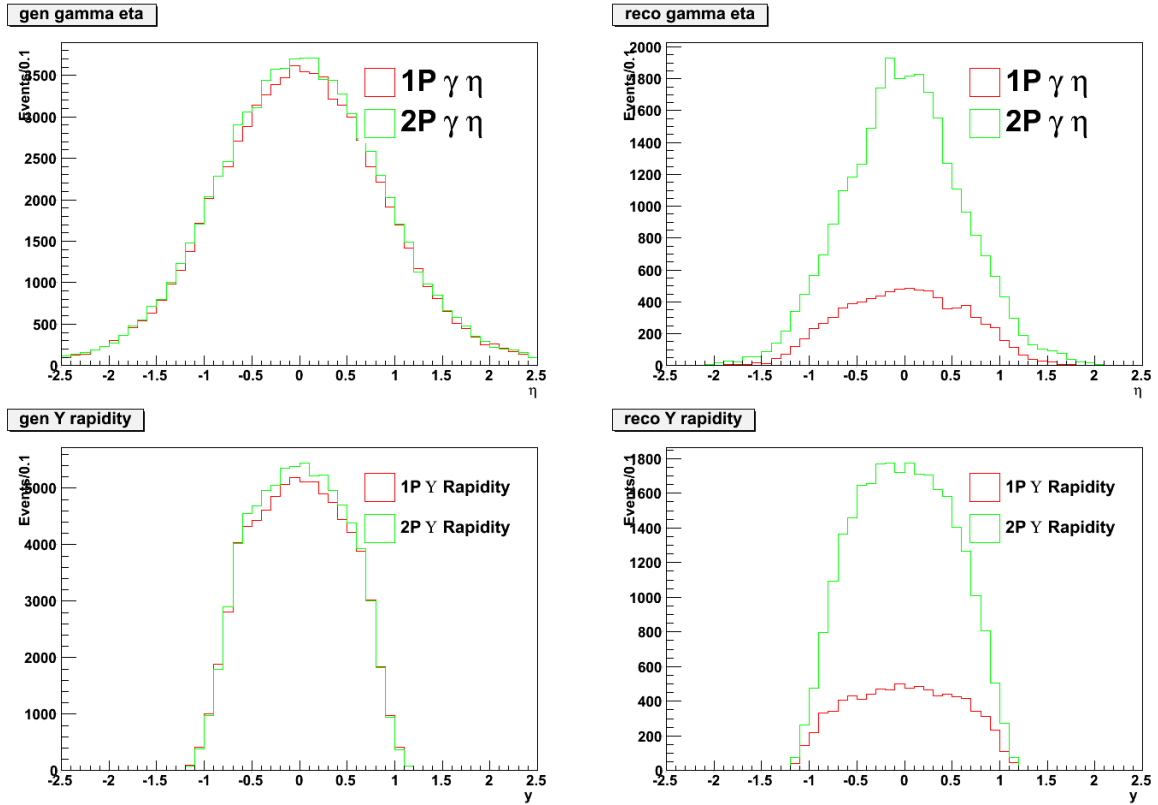 gen gamma eta
Events/0.1
3500
3000
2500
2000
1500
1000
500
0
-2.5 -2 -1.5 -1 -0.5 0 0.5 1 1.5 2 2.5
η
1P γ η
2P γ η
reco gamma eta
Events/0.1
2000
1800
1600
1400
1200
1000
800
600
400
200
0
-2.5 -2 -1.5 -1 -0.5 0 0.5 1 1.5 2 2.5
η
1P γ η
2P γ η
gen Y rapidity
Events/0.1
5000
4000
3000
2000
1000
0
-2.5 -2 -1.5 -1 -0.5 0 0.5 1 1.5 2 2.5
y
1P ϒ Rapidity
2P ϒ Rapidity
reco Y rapidity
Events/0.1
1800
1600
1400
1200
1000
800
600
400
200
0
-2.5 -2 -1.5 -1 -0.5 0 0.5 1 1.5 2 2.5
y
1P ϒ Rapidity
2P ϒ Rapidity